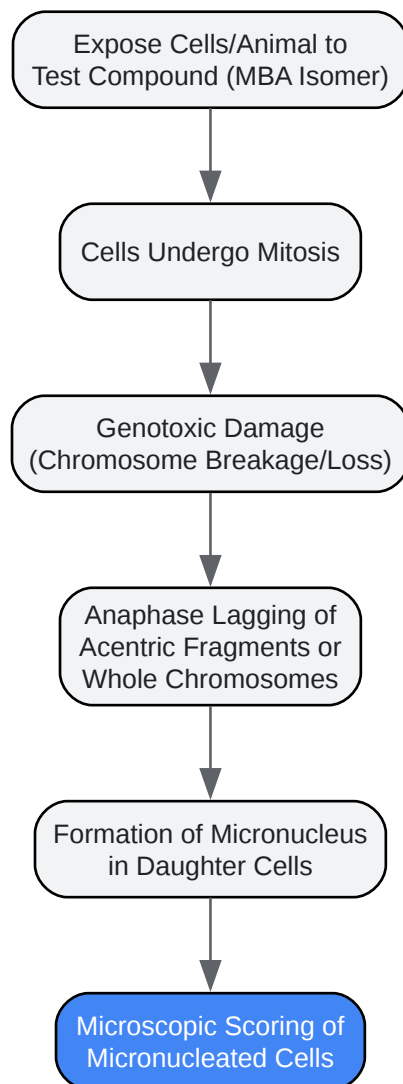 Expose Cells/Animal to
Test Compound (MBA Isomer)
Cells Undergo Mitosis
Genotoxic Damage
(Chromosome Breakage/Loss)
Anaphase Lagging of
Acentric Fragments or
Whole Chromosomes
Formation of Micronucleus
in Daughter Cells
Microscopic Scoring of
Micronucleated Cells